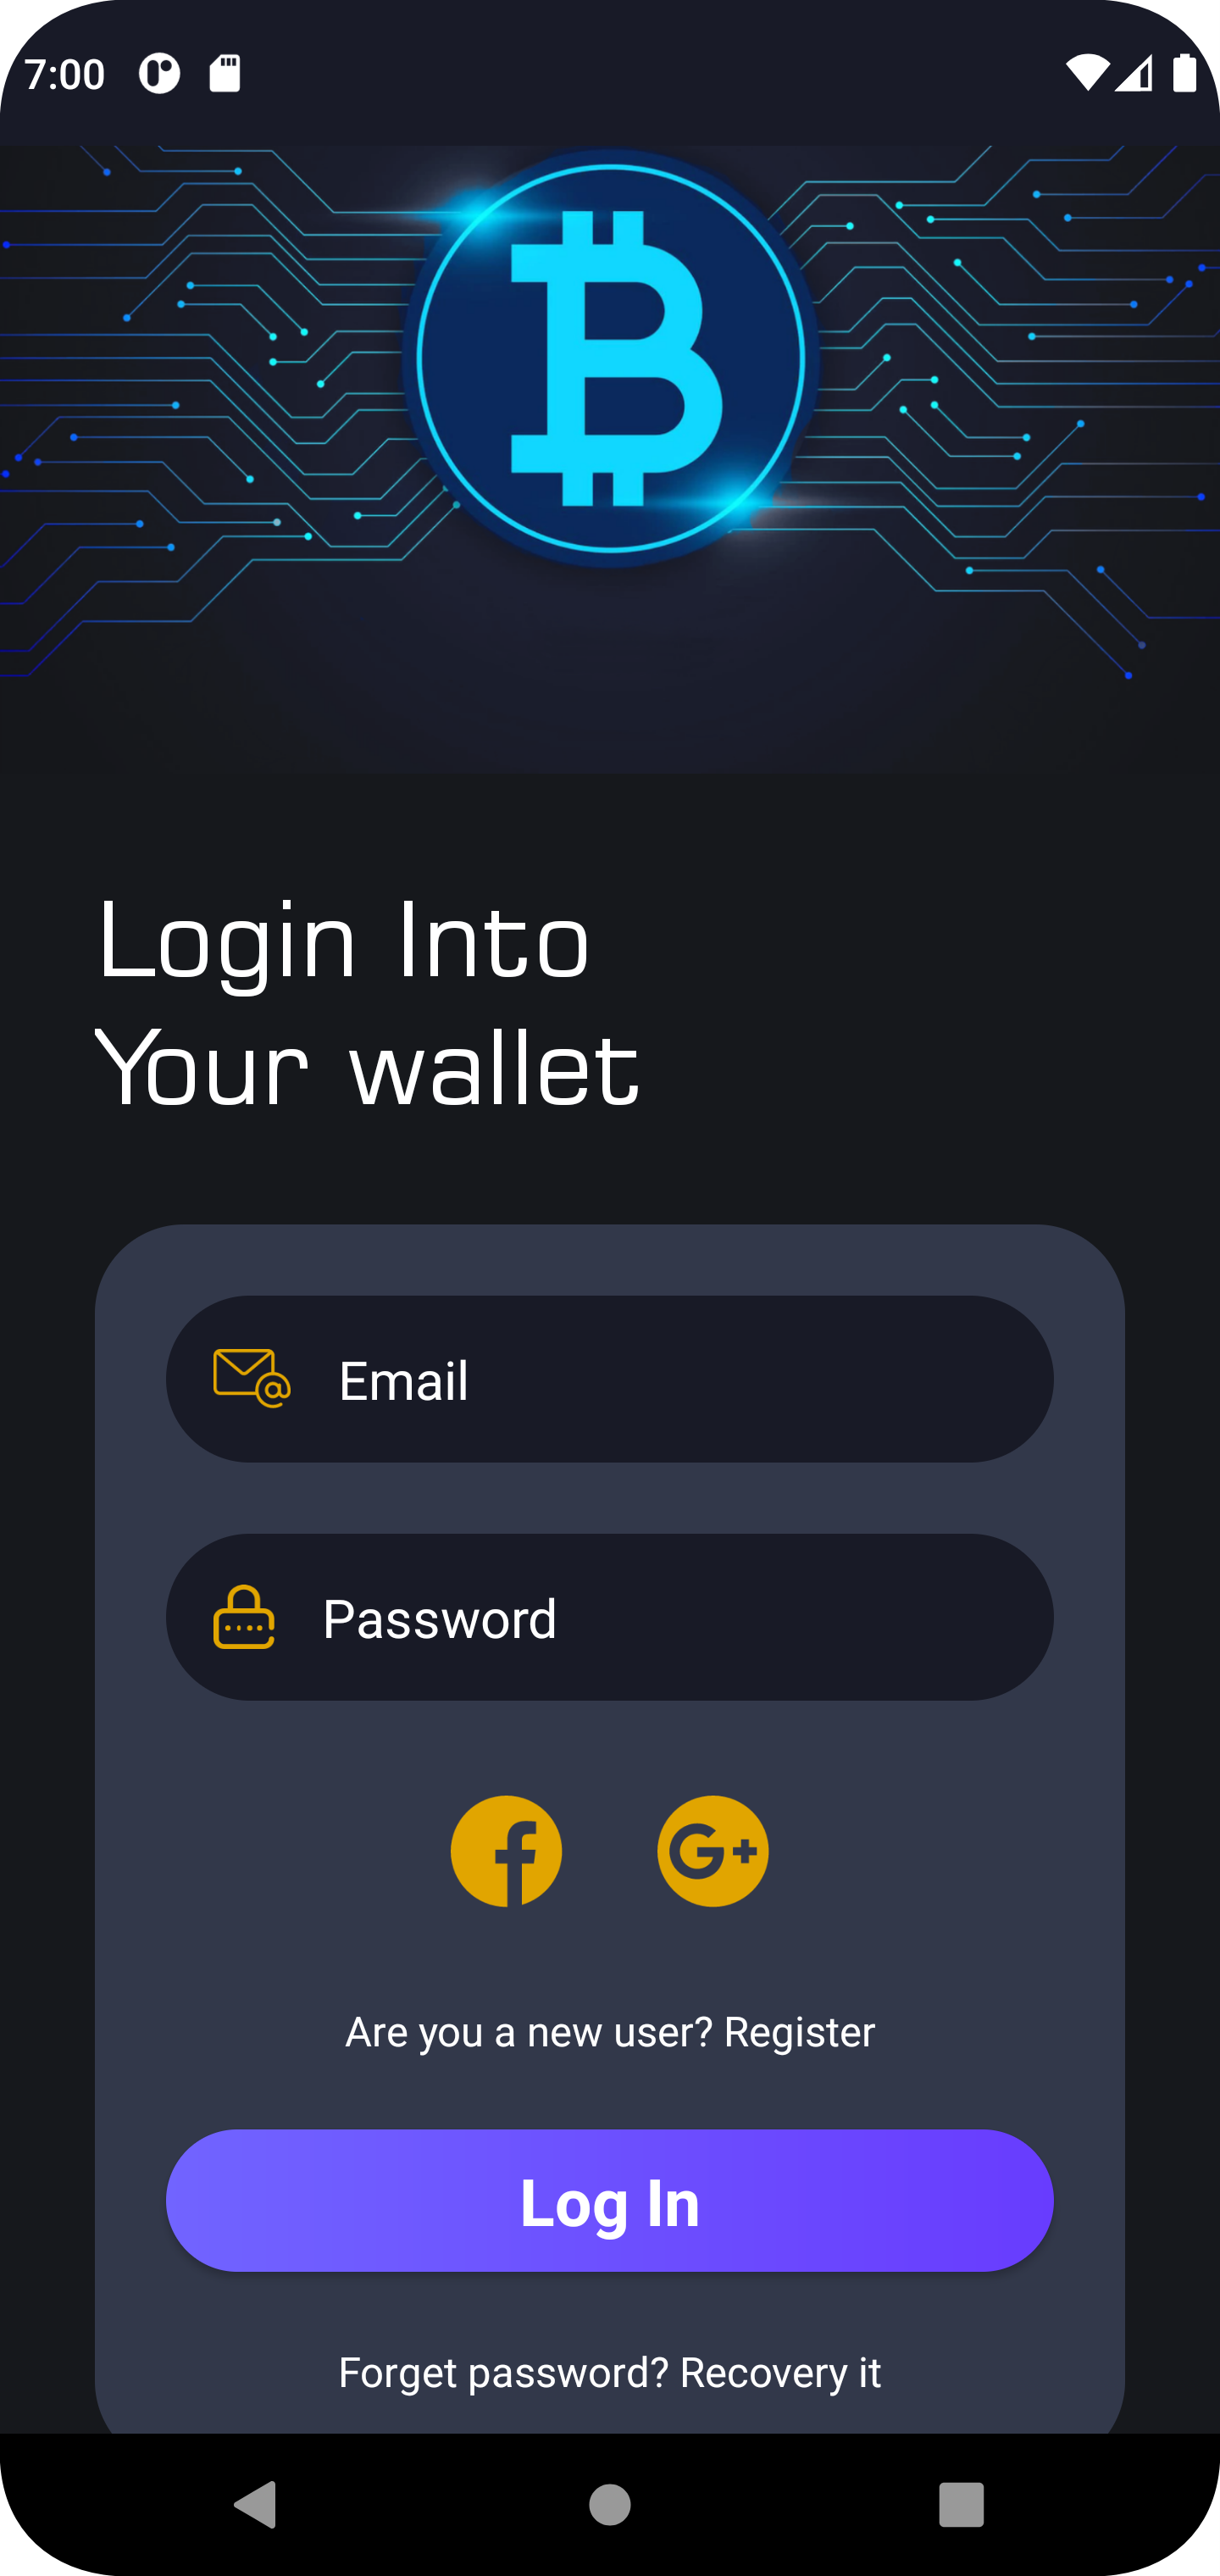 7:00
Login Into
Your wallet
Email
Password
Are you a new user? Register
Log In
Forget password? Recovery it